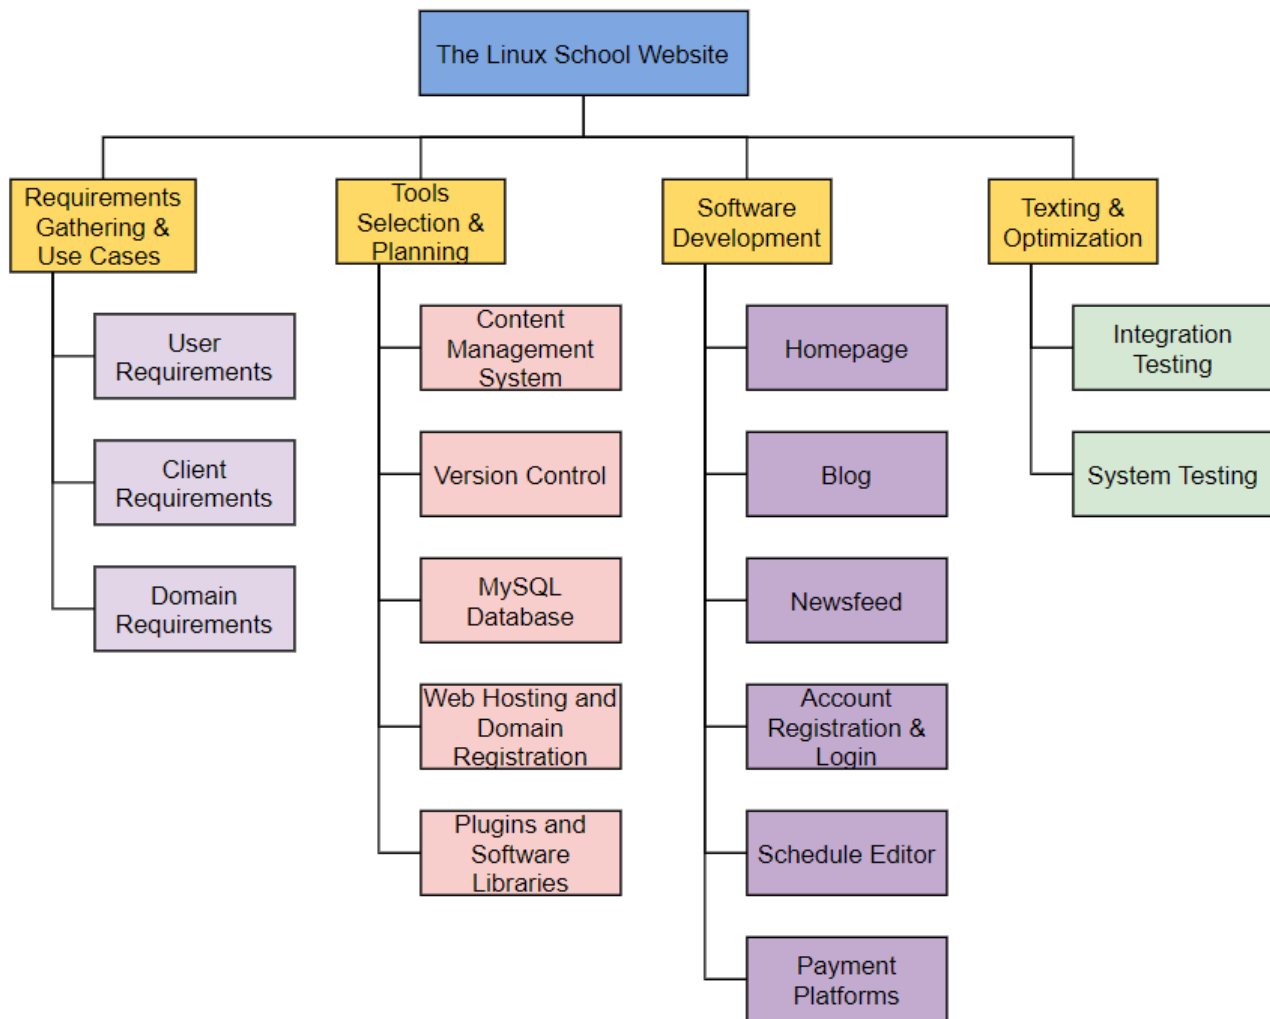 The Linux School Website
Requirements
Gathering &
Use Cases
User
Requirements
Client
Requirements
Domain
Requirements
Tools
Selection &
Planning
Content
Management
System
Version Control
MySQL
Database
Web Hosting and
Domain
Registration
Plugins and
Software
Libraries
Software
Development
Homepage
Blog
Newsfeed
Account
Registration &
Login
Schedule Editor
Payment
Platforms
Texting &
Optimization
Integration
Testing
System Testing